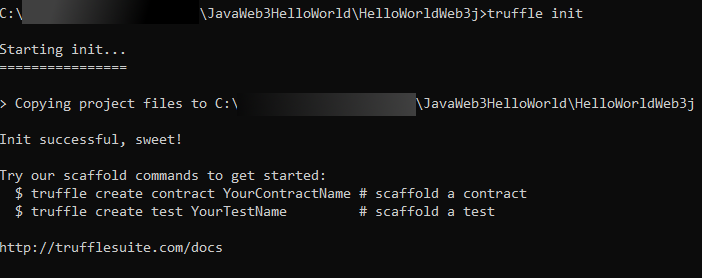 C:\ \JavaWeb3HelloWorld\HelloWorldWeb3j>truffle init
Starting init...
================
> Copying project files to C:\ \JavaWeb3HelloWorld\HelloWorldWeb3j
Init successful, sweet!
Try our scaffold commands to get started:
$ truffle create contract YourContractName # scaffold a contract
$ truffle create test YourTestName # scaffold a test
http://trufflesuite.com/docs